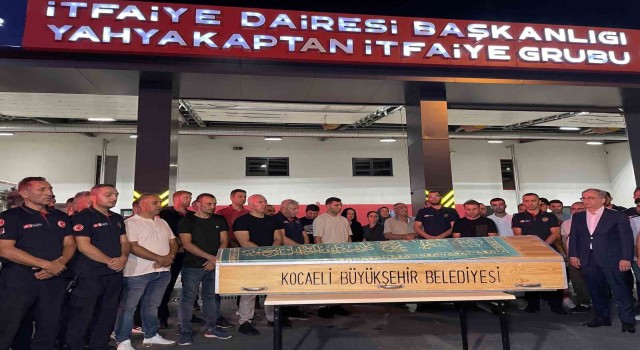 İTFAİYE DAİRESİ BAŞKANLIĞI
YAHYAKAPTAN İTFAİYE GRUBU
KOCAELİ BÜYÜKŞEHİR BELEDİYESİ